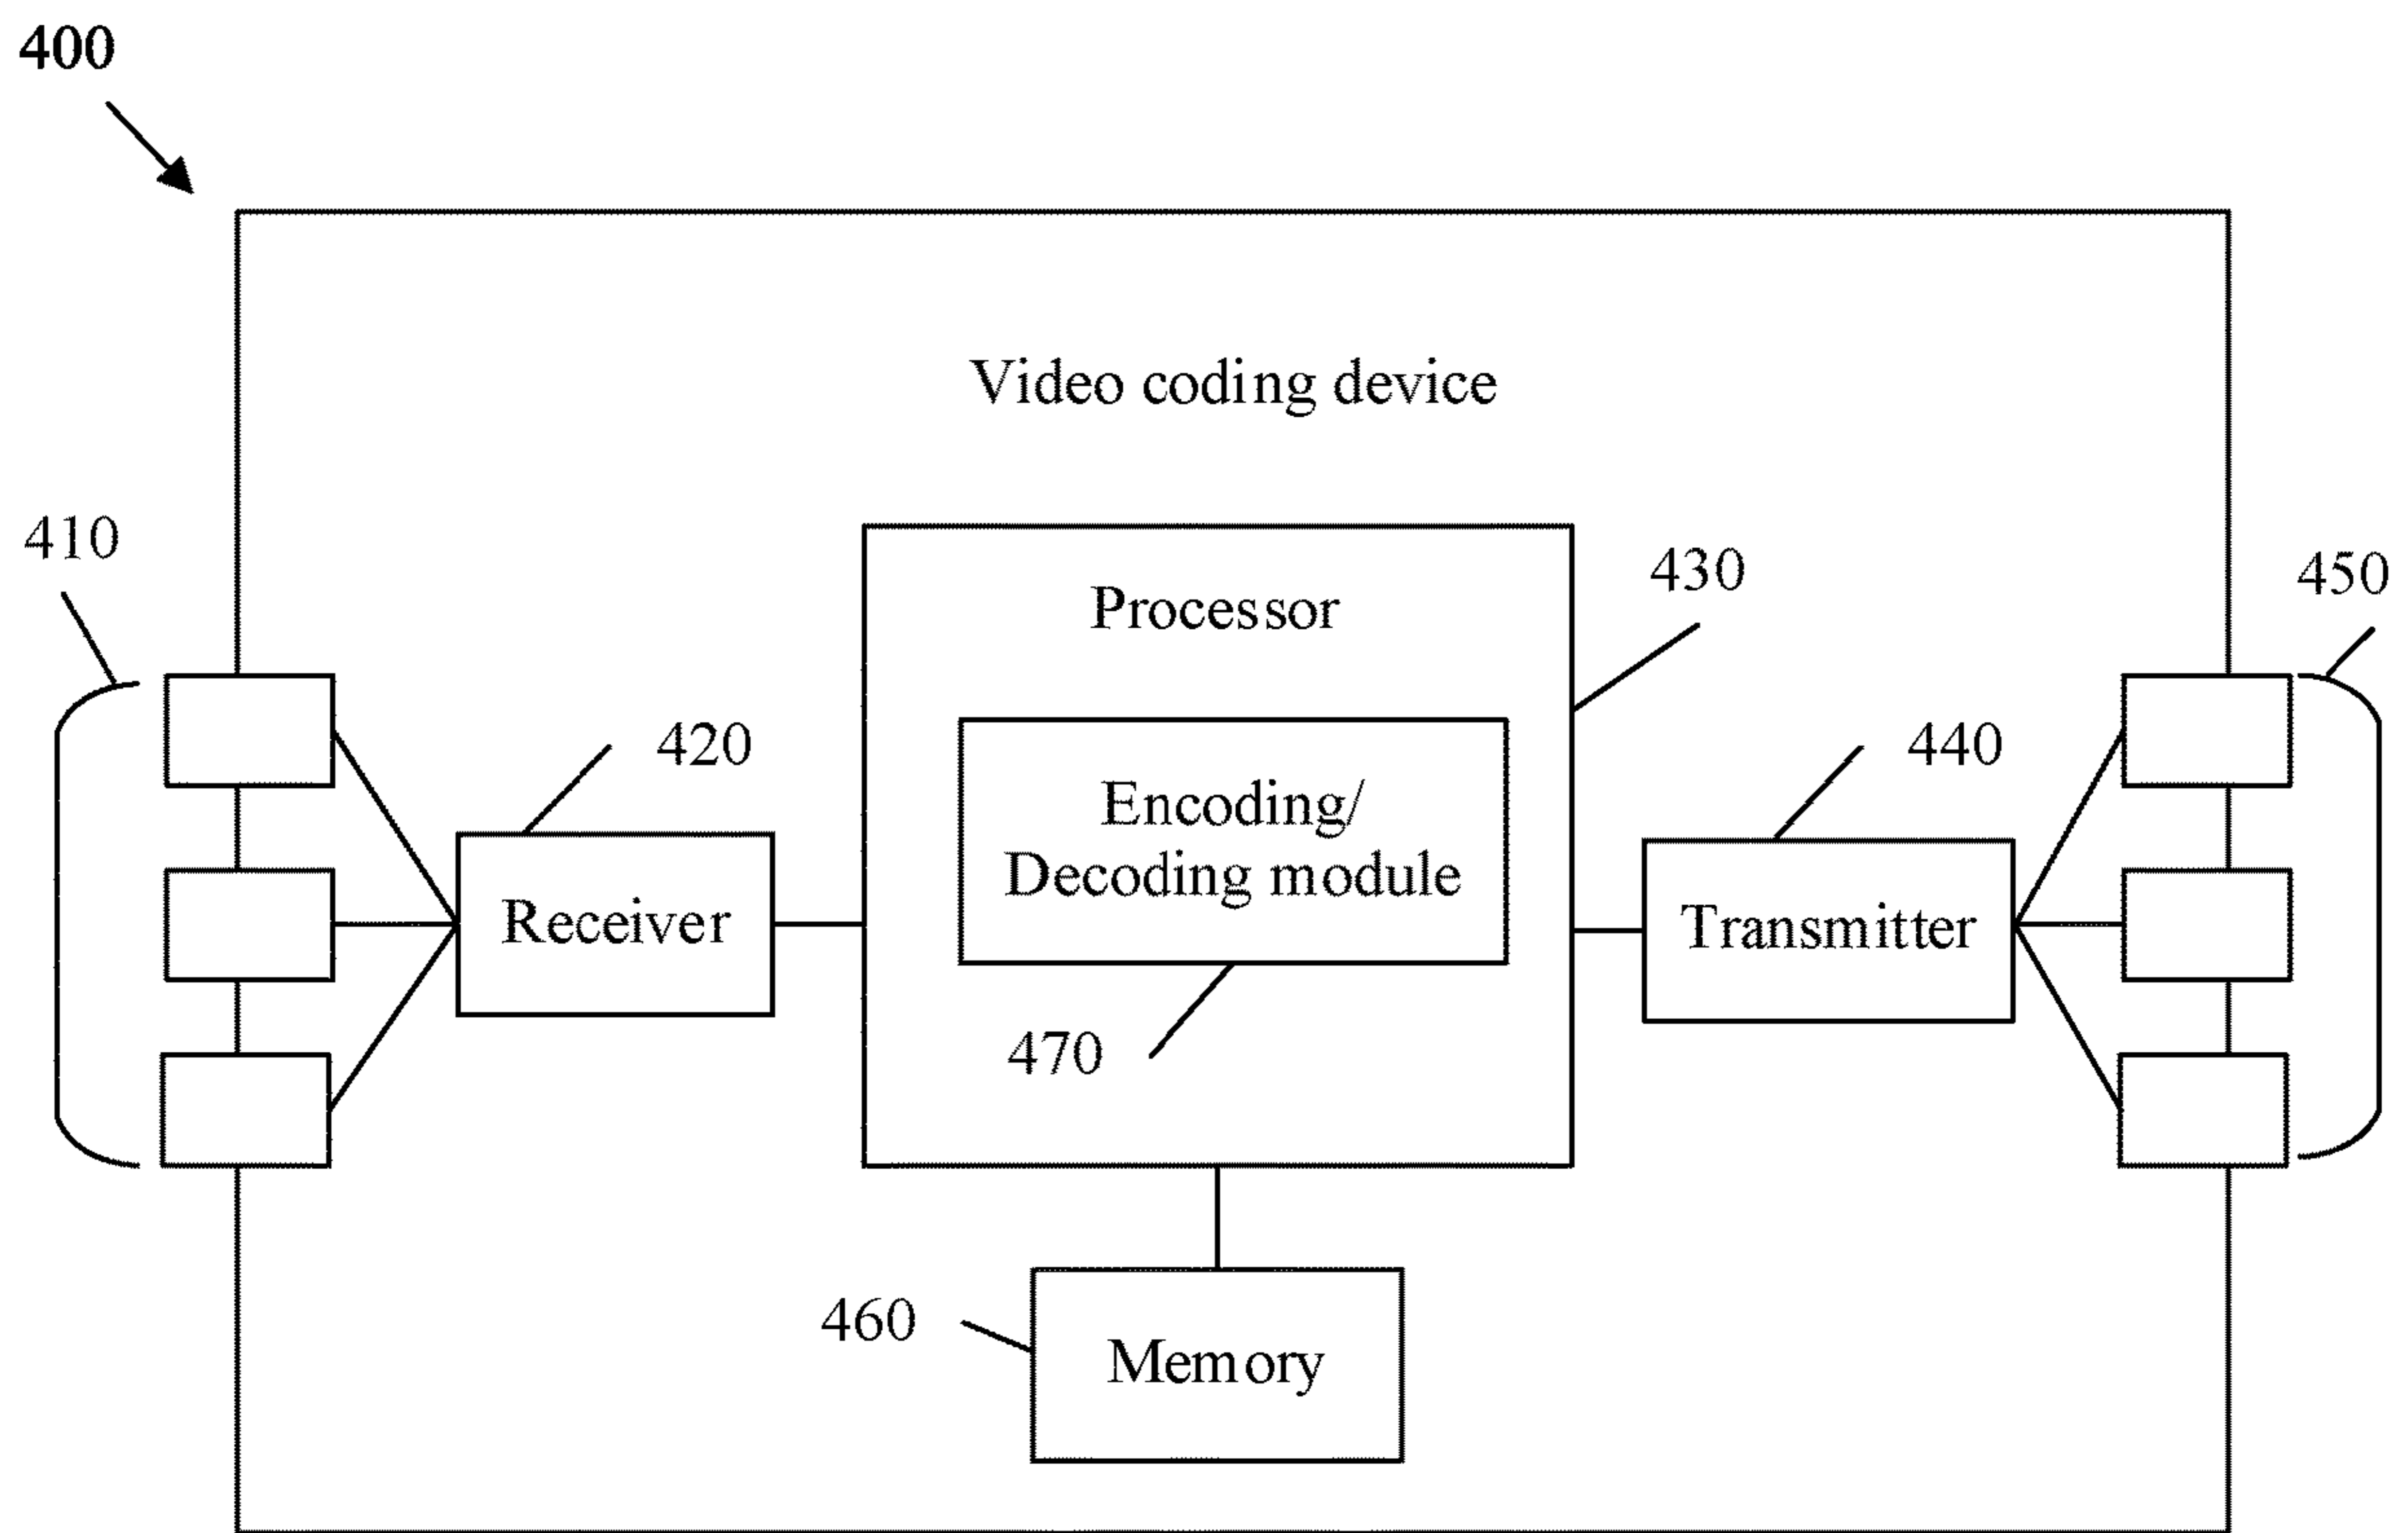 400
Video coding device
410
430
450
Processor
420
440
Encoding/
Decoding module
Receiver
Transmitter
470
460
Memory